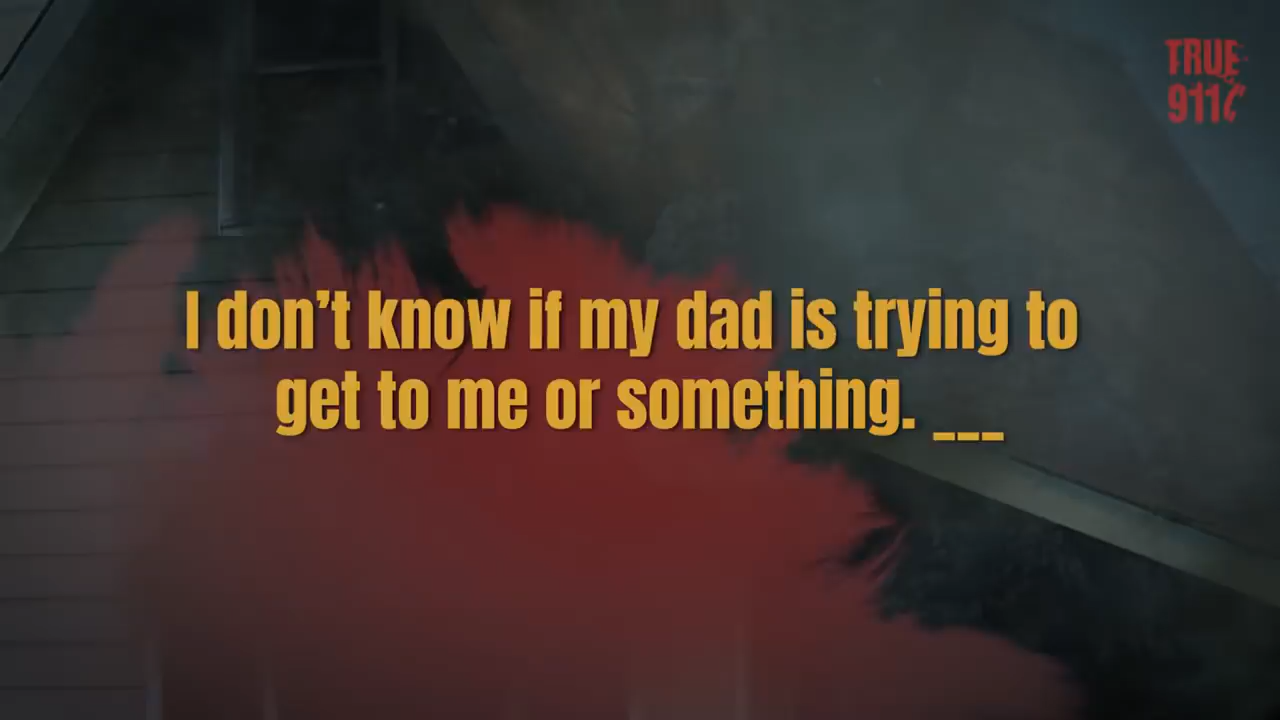 TRUE
911
I don’t know if my dad is trying to
get to me or something. ___